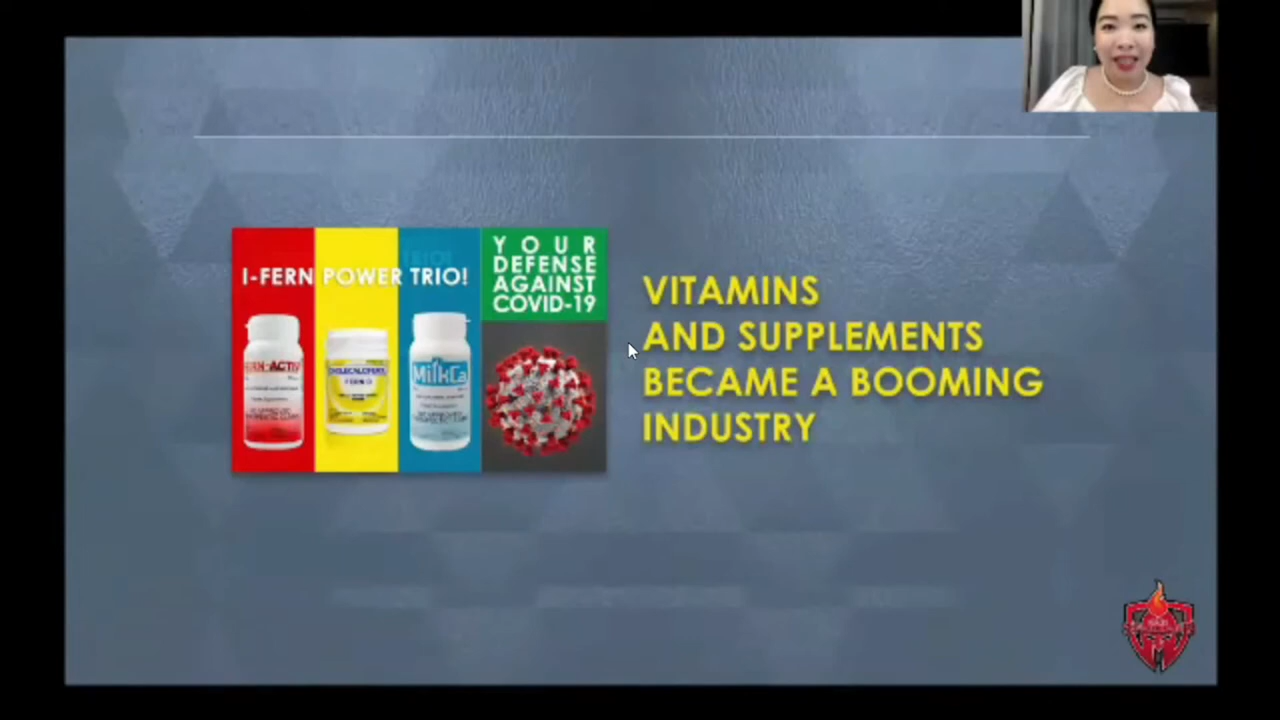 I-FERN POWER TRIO!
YOUR
DEFENSE
AGAINST
COVID-19
MilkCa
VITAMINS
AND SUPPLEMENTS
BECAME A BOOMING
INDUSTRY